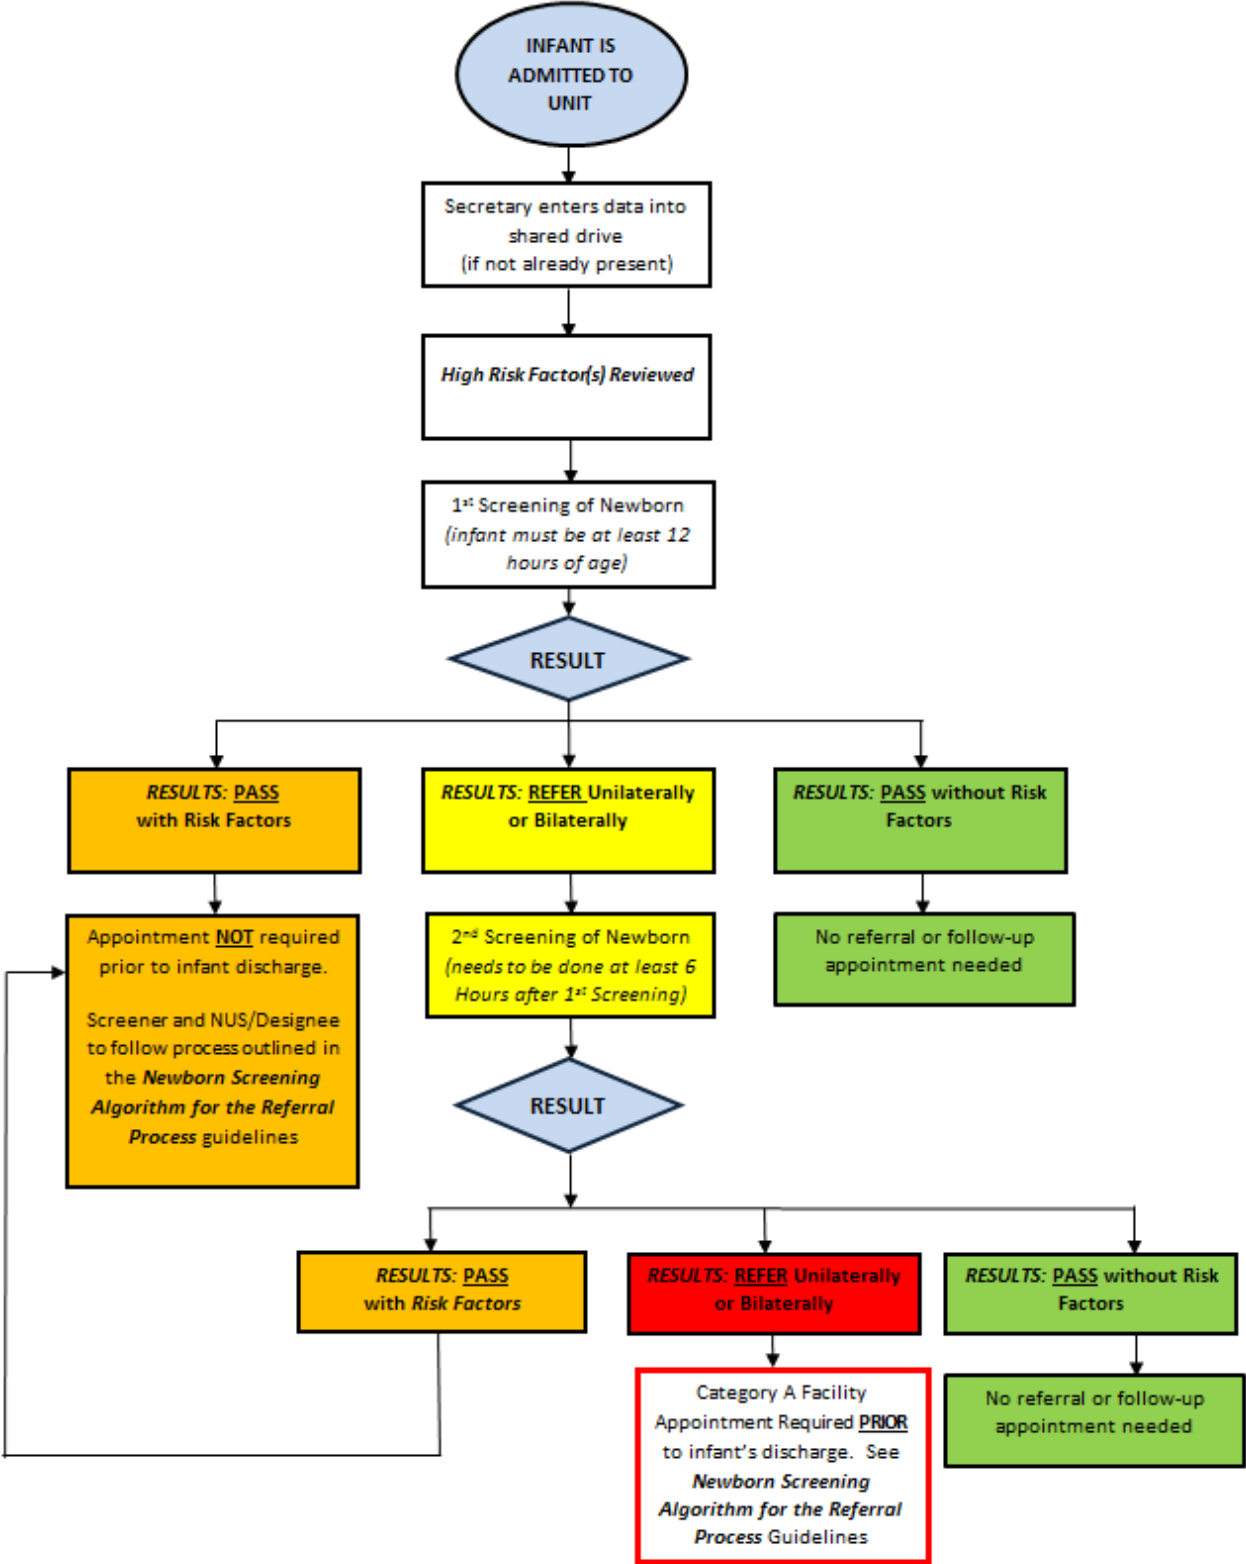 INFANT IS
ADMITTED TO
UNIT
Secretary enters data into
shared drive
(if not already present)
High Risk Factor(s) Reviewed
1st Screening of Newborn
(infant must be at least 12
hours of age)
RESULT
RESULTS: PASS
with Risk Factors
RESULTS: REFER Unilaterally
or Bilaterally
RESULTS: PASS without Risk
Factors
Appointment NOT required
prior to infant discharge.
Screener and NUS/Designee
to follow process outlined in
the Newborn Screening
Algorithm for the Referral
Process guidelines
2nd Screening of Newborn
(needs to be done at least 6
Hours after 1st Screening)
No referral or follow-up
appointment needed
RESULT
RESULTS: PASS
with Risk Factors
RESULTS: REFER Unilaterally
or Bilaterally
RESULTS: PASS without Risk
Factors
Category A Facility
Appointment Required PRIOR
to infant's discharge. See
Newborn Screening
Algorithm for the Referral
Process Guidelines
No referral or follow-up
appointment needed